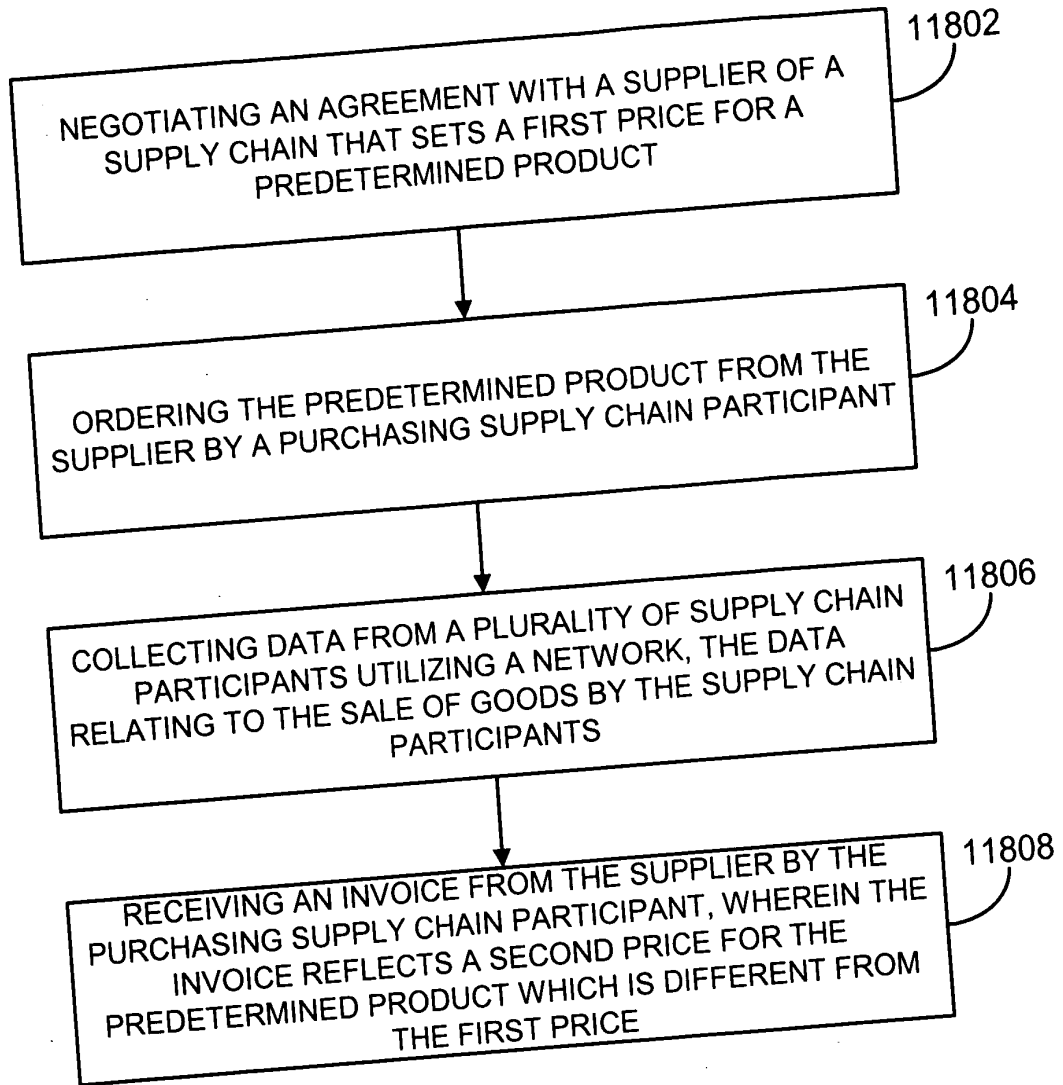 11802
NEGOTIATING AN AGREEMENT WITH A SUPPLIER OF A
SUPPLY CHAIN THAT SETS A FIRST PRICE FOR A
PREDETERMINED PRODUCT
11804
ORDERING THE PREDETERMINED PRODUCT FROM THE
SUPPLIER BY A PURCHASING SUPPLY CHAIN PARTICIPANT
11806
COLLECTING DATA FROM A PLURALITY OF SUPPLY CHAIN
PARTICIPANTS UTILIZING A NETWORK, THE DATA
RELATING TO THE SALE OF GOODS BY THE SUPPLY CHAIN
PARTICIPANTS
11808
RECEIVING AN INVOICE FROM THE SUPPLIER BY THE
PURCHASING SUPPLY CHAIN PARTICIPANT, WHEREIN THE
INVOICE REFLECTS A SECOND PRICE FOR THE
PREDETERMINED PRODUCT WHICH IS DIFFERENT FROM
THE FIRST PRICE